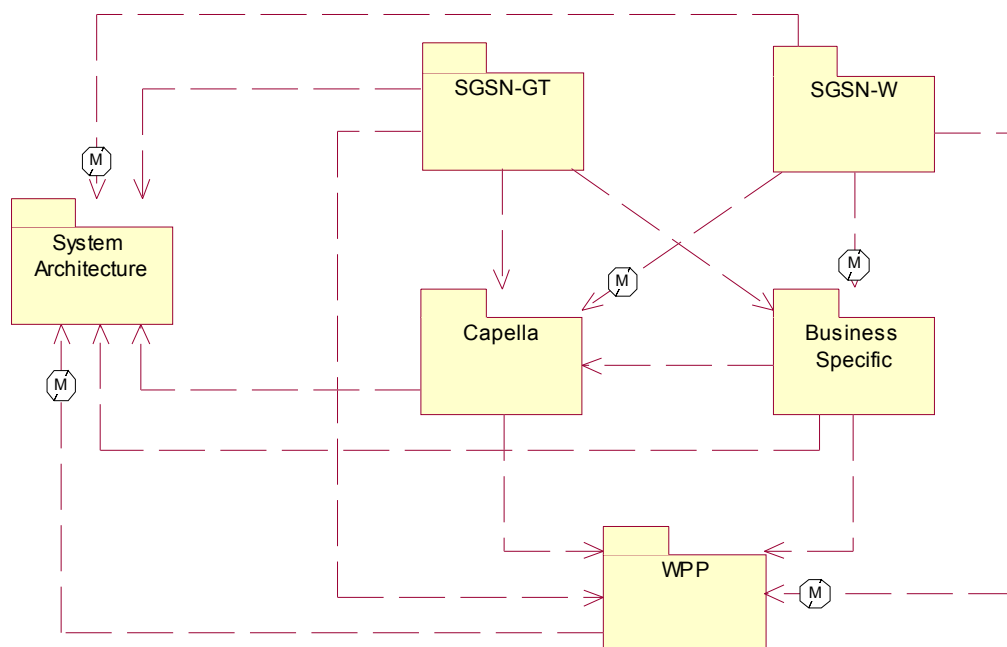 SGSN-GT
SGSN-W
M
System
Architecture
M
M
Capella
Business
Specific
M
WPP
M